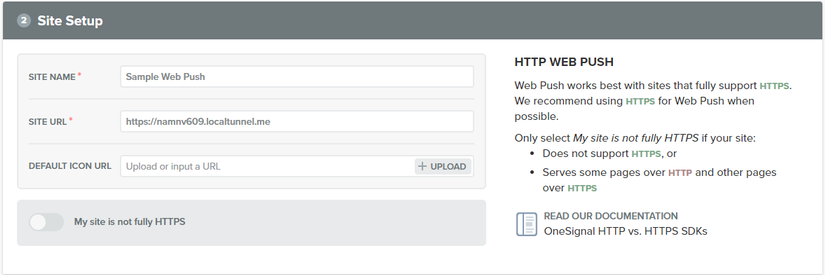 2 Site Setup
SITE NAME *
Sample Web Push
SITE URL *
https://namnv609.localtunnel.me
DEFAULT ICON URL
Upload or input a URL
+ UPLOAD
My site is not fully HTTPS
HTTP WEB PUSH
Web Push works best with sites that fully support HTTPS.
We recommend using HTTPS for Web Push when
possible.
Only select My site is not fully HTTPS if your site:
• Does not support HTTPS, or
• Serves some pages over HTTP and other pages
over HTTPS
READ OUR DOCUMENTATION
OneSignal HTTP vs. HTTPS SDKs